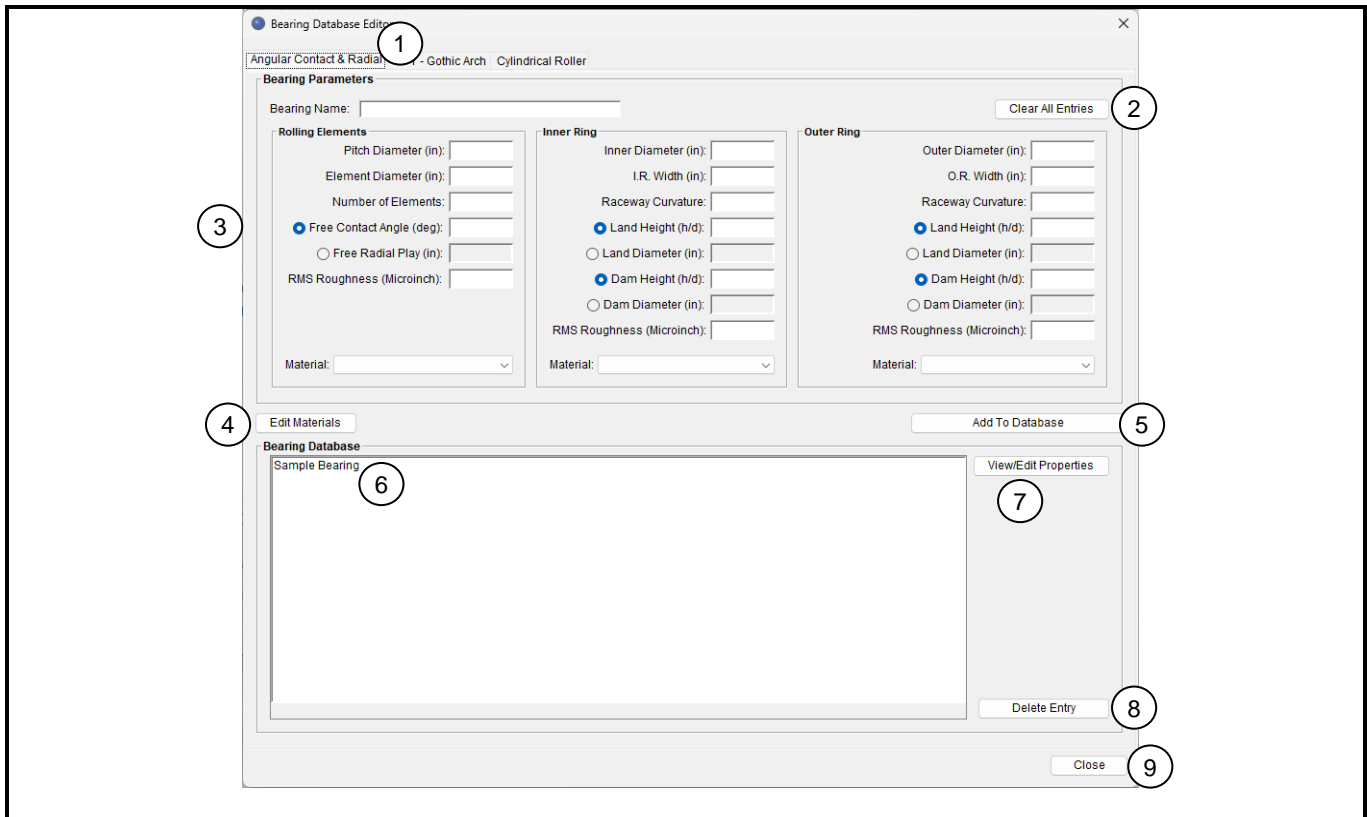 Bearing Database Editor
1
Angular Contact & Radial - Gothic Arch Cylindrical Roller
Bearing Parameters
Bearing Name: Clear All Entries 2
Rolling Elements Inner Ring Outer Ring
Pitch Diameter (in): Inner Diameter (in): Outer Diameter (in):
Element Diameter (in): I.R. Width (in): O.R. Width (in):
Number of Elements: Raceway Curvature: Raceway Curvature:
3 Free Contact Angle (deg): Land Height (h/d): Land Height (h/d):
Free Radial Play (in): Land Diameter (in): Land Diameter (in):
RMS Roughness (Microinch): Dam Height (h/d): Dam Height (h/d):
Dam Diameter (in): Dam Diameter (in):
RMS Roughness (Microinch): RMS Roughness (Microinch):
Material: Material: Material:
4 Edit Materials Add To Database 5
Bearing Database
Sample Bearing View/Edit Properties
6 7
Delete Entry 8
Close 9